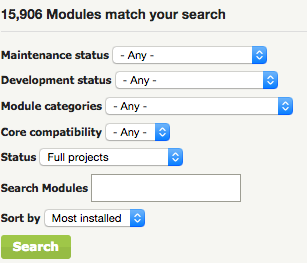 15,906 Modules match your search
Maintenance status - Any -
Development status - Any -
Module categories - Any -
Core compatibility - Any -
Status Full projects
Search Modules
Sort by Most installed
Search